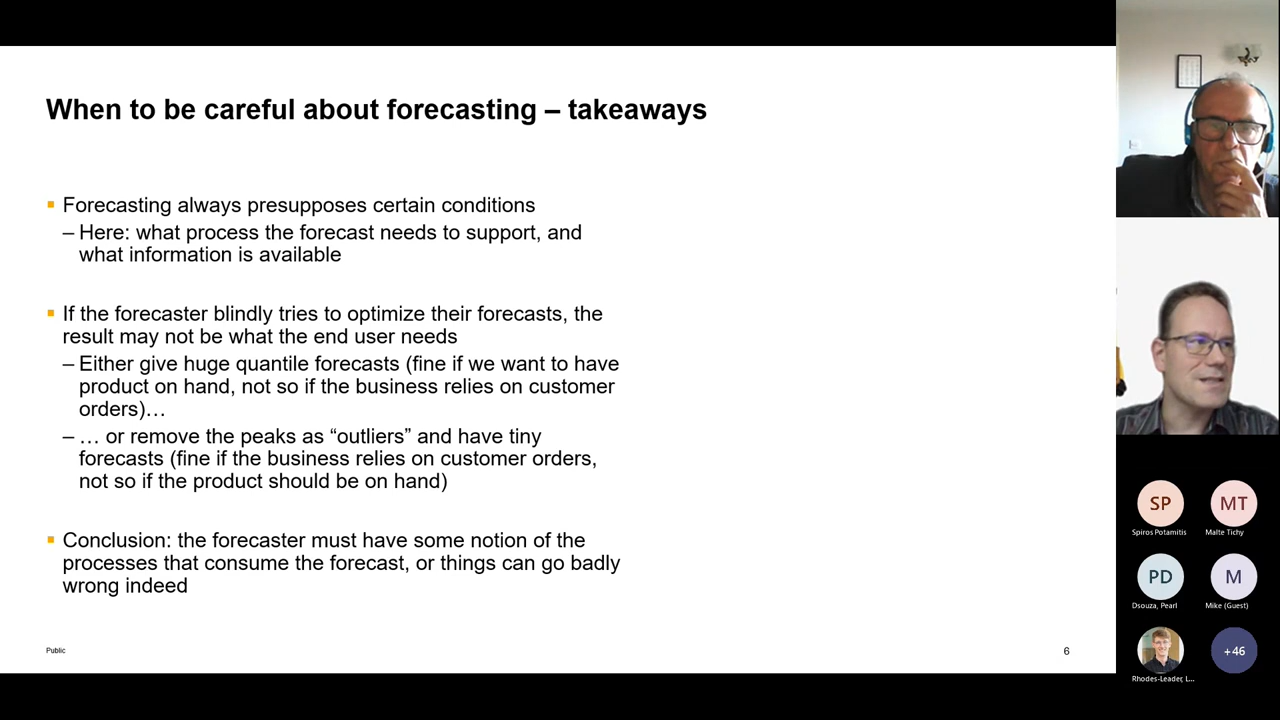 When to be careful about forecasting – takeaways
Forecasting always presupposes certain conditions
– Here: what process the forecast needs to support, and
what information is available
If the forecaster blindly tries to optimize their forecasts, the
result may not be what the end user needs
– Either give huge quantile forecasts (fine if we want to have
product on hand, not so if the business relies on customer
orders)…
– … or remove the peaks as “outliers” and have tiny
forecasts (fine if the business relies on customer orders,
not so if the product should be on hand)
Conclusion: the forecaster must have some notion of the
processes that consume the forecast, or things can go badly
wrong indeed
Public
6
SP
Spiros Potamitis
MT
Malte Tichy
PD
Dsouza, Pearl
M
Mike (Guest)
Rhodes-Leader, L...
+46